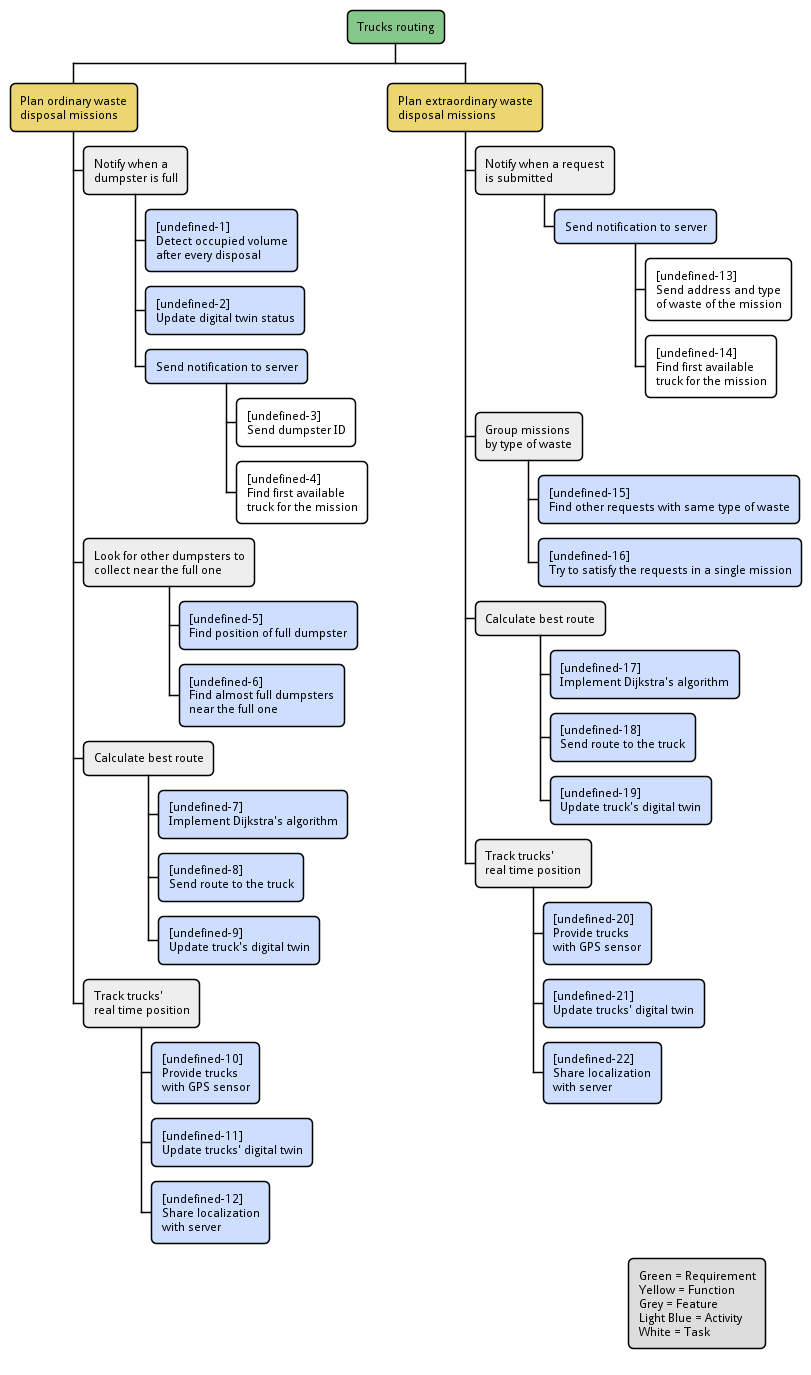 Trucks routing
Plan ordinary waste
disposal missions
Notify when a
dumpster is full
[undefined-1]
Detect occupied volume
after every disposal
[undefined-2]
Update digital twin status
Send notification to server
[undefined-3]
Send dumpster ID
[undefined-4]
Find first available
truck for the mission
Look for other dumpsters to
collect near the full one
[undefined-5]
Find position of full dumpster
[undefined-6]
Find almost full dumpsters
near the full one
Calculate best route
[undefined-7]
Implement Dijkstra's algorithm
[undefined-8]
Send route to the truck
[undefined-9]
Update truck's digital twin
Track trucks'
real time position
[undefined-10]
Provide trucks
with GPS sensor
[undefined-11]
Update trucks' digital twin
[undefined-12]
Share localization
with server
Plan extraordinary waste
disposal missions
Notify when a request
is submitted
Send notification to server
[undefined-13]
Send address and type
of waste of the mission
[undefined-14]
Find first available
truck for the mission
Group missions
by type of waste
[undefined-15]
Find other requests with same type of waste
[undefined-16]
Try to satisfy the requests in a single mission
Calculate best route
[undefined-17]
Implement Dijkstra's algorithm
[undefined-18]
Send route to the truck
[undefined-19]
Update truck's digital twin
Track trucks'
real time position
[undefined-20]
Provide trucks
with GPS sensor
[undefined-21]
Update trucks' digital twin
[undefined-22]
Share localization
with server
Green = Requirement
Yellow = Function
Grey = Feature
Light Blue = Activity
White = Task